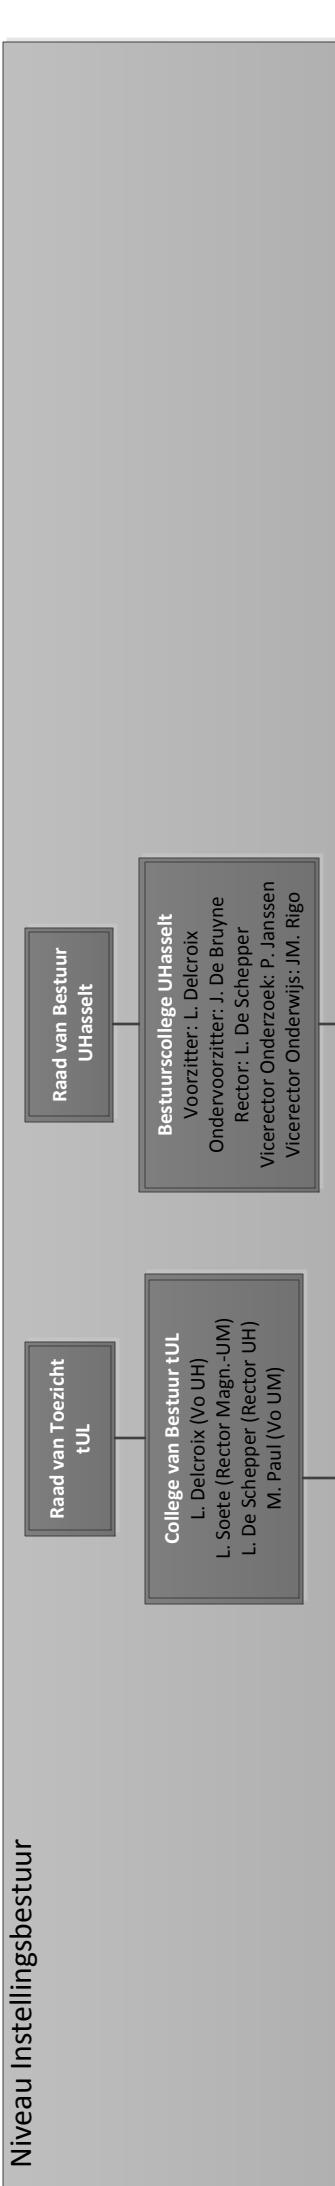 Niveau Instellingsbestuur
Raad van Toezicht
tUL
College van Bestuur tUL
L. Delcroix (Vo UH)
L. Soete (Rector Magn.-UM)
L. De Schepper (Rector UH)
M. Paul (Vo UM)
Raad van Bestuur
UHasselt
Bestuurscollege UHasselt
Voorzitter: L. Delcroix
Ondervoorzitter: J. De Bruyne
Rector: L. De Schepper
Vicerector Onderzoek: P. Janssen
Vicerector Onderwijs: JM. Rigo